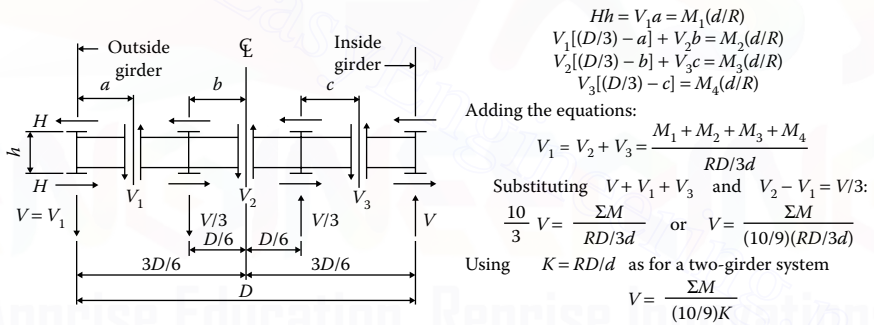 Outside
girder
℄
Inside
girder
a
b
c
H
h
H
V = V₁
V₁
V₂
V₃
V/3
V/3
V
D/6
D/6
3D/6
3D/6
D
Hh = V₁a = M₁(d/R)
V₁[(D/3) − a] + V₂b = M₂(d/R)
V₂[(D/3) − b] + V₃c = M₃(d/R)
V₃[(D/3) − c] = M₄(d/R)
Adding the equations:
V₁ = V₂ + V₃ = (M₁ + M₂ + M₃ + M₄) / (RD/3d)
Substituting V + V₁ + V₃ and V₂ − V₁ = V/3:
10/3 V = ΣM / (RD/3d) or V = ΣM / ((10/9)(RD/3d))
Using K = RD/d as for a two-girder system
V = ΣM / ((10/9)K)